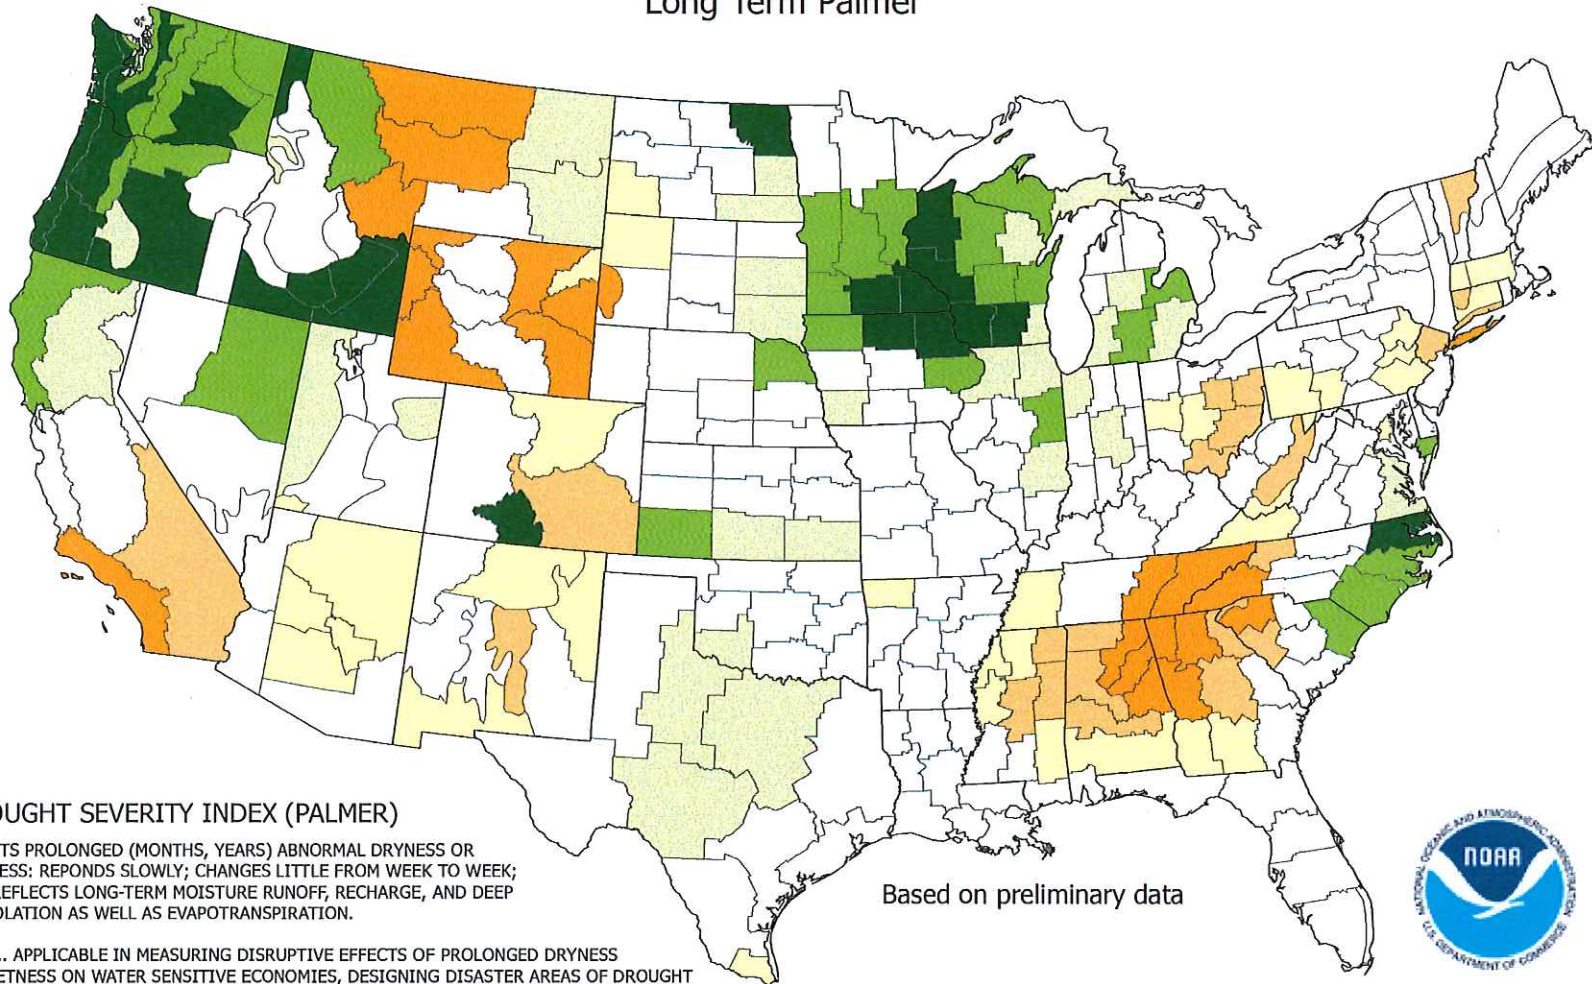 Long Term Palmer
OUGHT SEVERITY INDEX (PALMER)
TS PROLONGED (MONTHS, YEARS) ABNORMAL DRYNESS OR
ESS: REPONDS SLOWLY; CHANGES LITTLE FROM WEEK TO WEEK;
REFLECTS LONG-TERM MOISTURE RUNOFF, RECHARGE, AND DEEP
OLATION AS WELL AS EVAPOTRANSPIRATION.
.. APPLICABLE IN MEASURING DISRUPTIVE EFFECTS OF PROLONGED DRYNESS
ETNESS ON WATER SENSITIVE ECONOMIES, DESIGNING DISASTER AREAS OF DROUGHT
Based on preliminary data
NATIONAL OCEANIC AND ATMOSPHERIC ADMINISTRATION
NOAA
U.S. DEPARTMENT OF COMMERCE